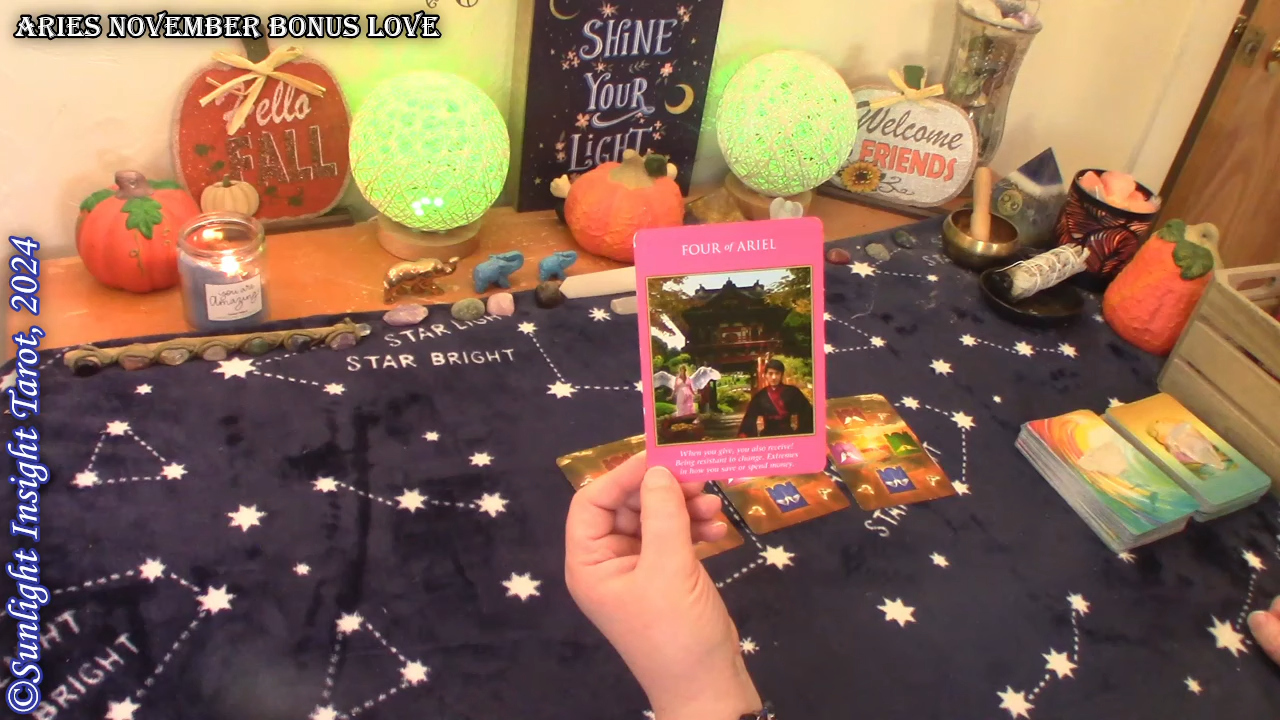 ARIES NOVEMBER BONUS LOVE
Hello
FALL
SHINE
YOUR
LIGHT
Welcome
FRIENDS
you are
amazing
STAR LIGHT
STAR BRIGHT
FOUR of ARIEL
When you give, you also receive!
Being resistant to change. Extremes
in how you save or spend money.
STAR
BRIGHT
©Sunlight Insight Tarot, 2024